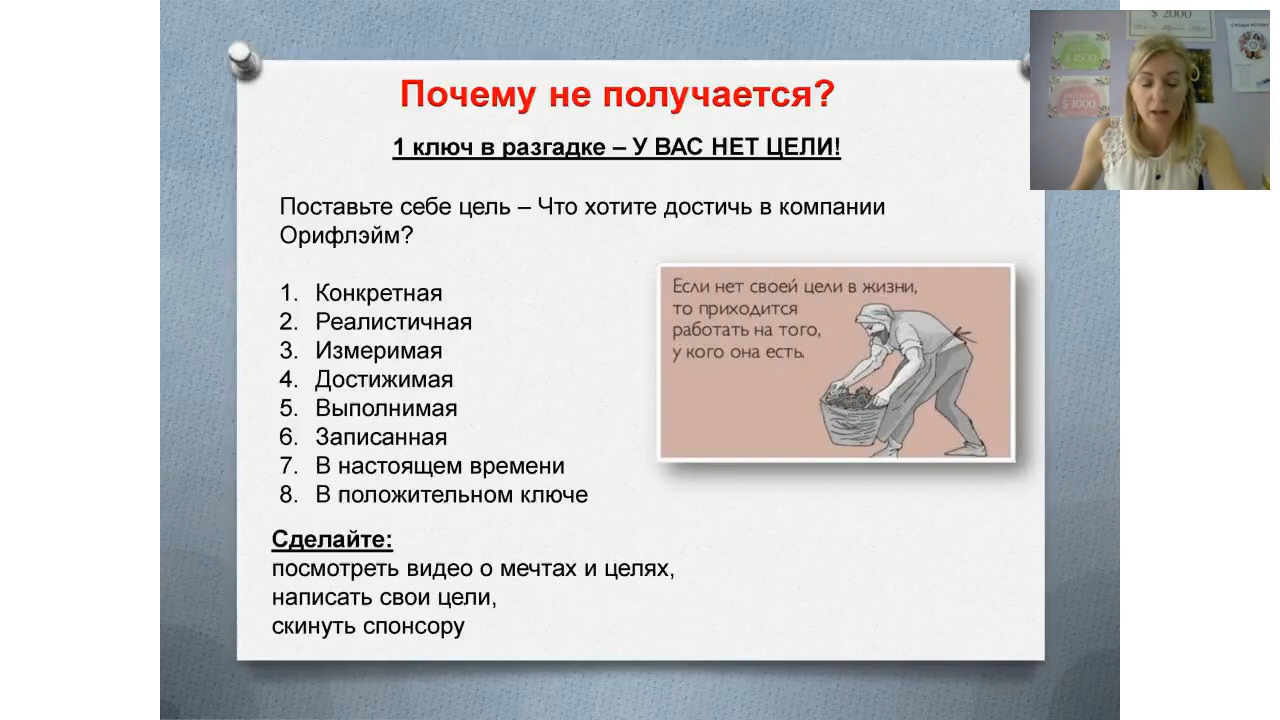 Почему не получается?
1 ключ в разгадке – У ВАС НЕТ ЦЕЛИ!
Поставьте себе цель – Что хотите достичь в компании
Орифлэйм?
1. Конкретная
2. Реалистичная
3. Измеримая
4. Достижимая
5. Выполнимая
6. Записанная
7. В настоящем времени
8. В положительном ключе
Если нет своей цели в жизни,
то приходится
работать на того,
у кого она есть.
Сделайте:
посмотреть видео о мечтах и целях,
написать свои цели,
скинуть спонсору
$ 2000
$ 1500
$ 1000